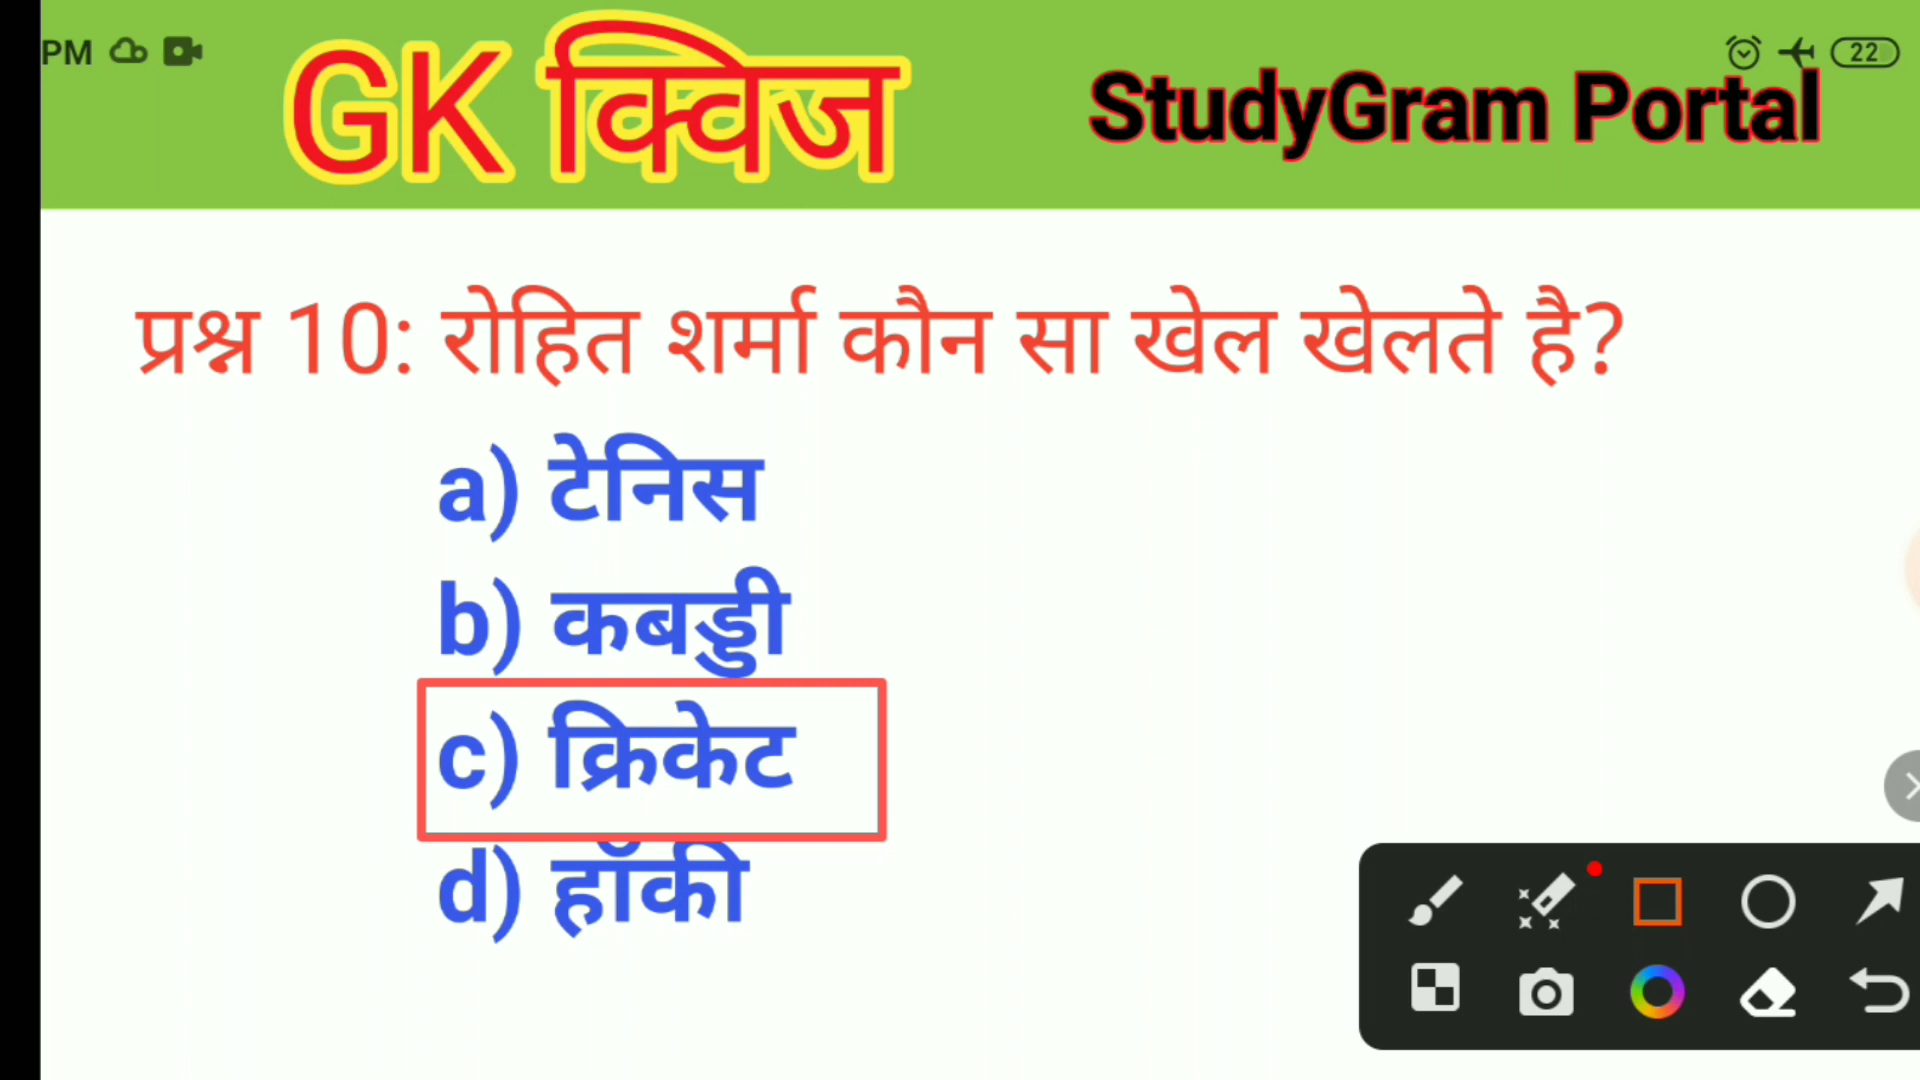 PM
22
GK क्विज
StudyGram Portal
प्रश्न 10: रोहित शर्मा कौन सा खेल खेलते है?
a) टेनिस
b) कबड्डी
c) क्रिकेट
d) हॉकी